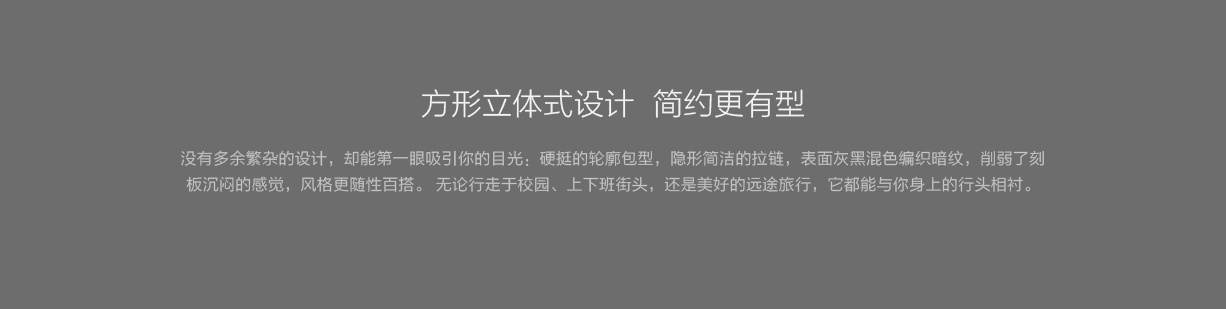 方形立体式设计 简约更有型
没有多余繁杂的设计，却能第一眼吸引你的目光：硬挺的轮廓包型，隐形简洁的拉链，表面灰黑混色编织暗纹，削弱了刻
板沉闷的感觉，风格更随性百搭。 无论行走于校园、上下班街头，还是美好的远途旅行，它都能与你身上的行头相衬。